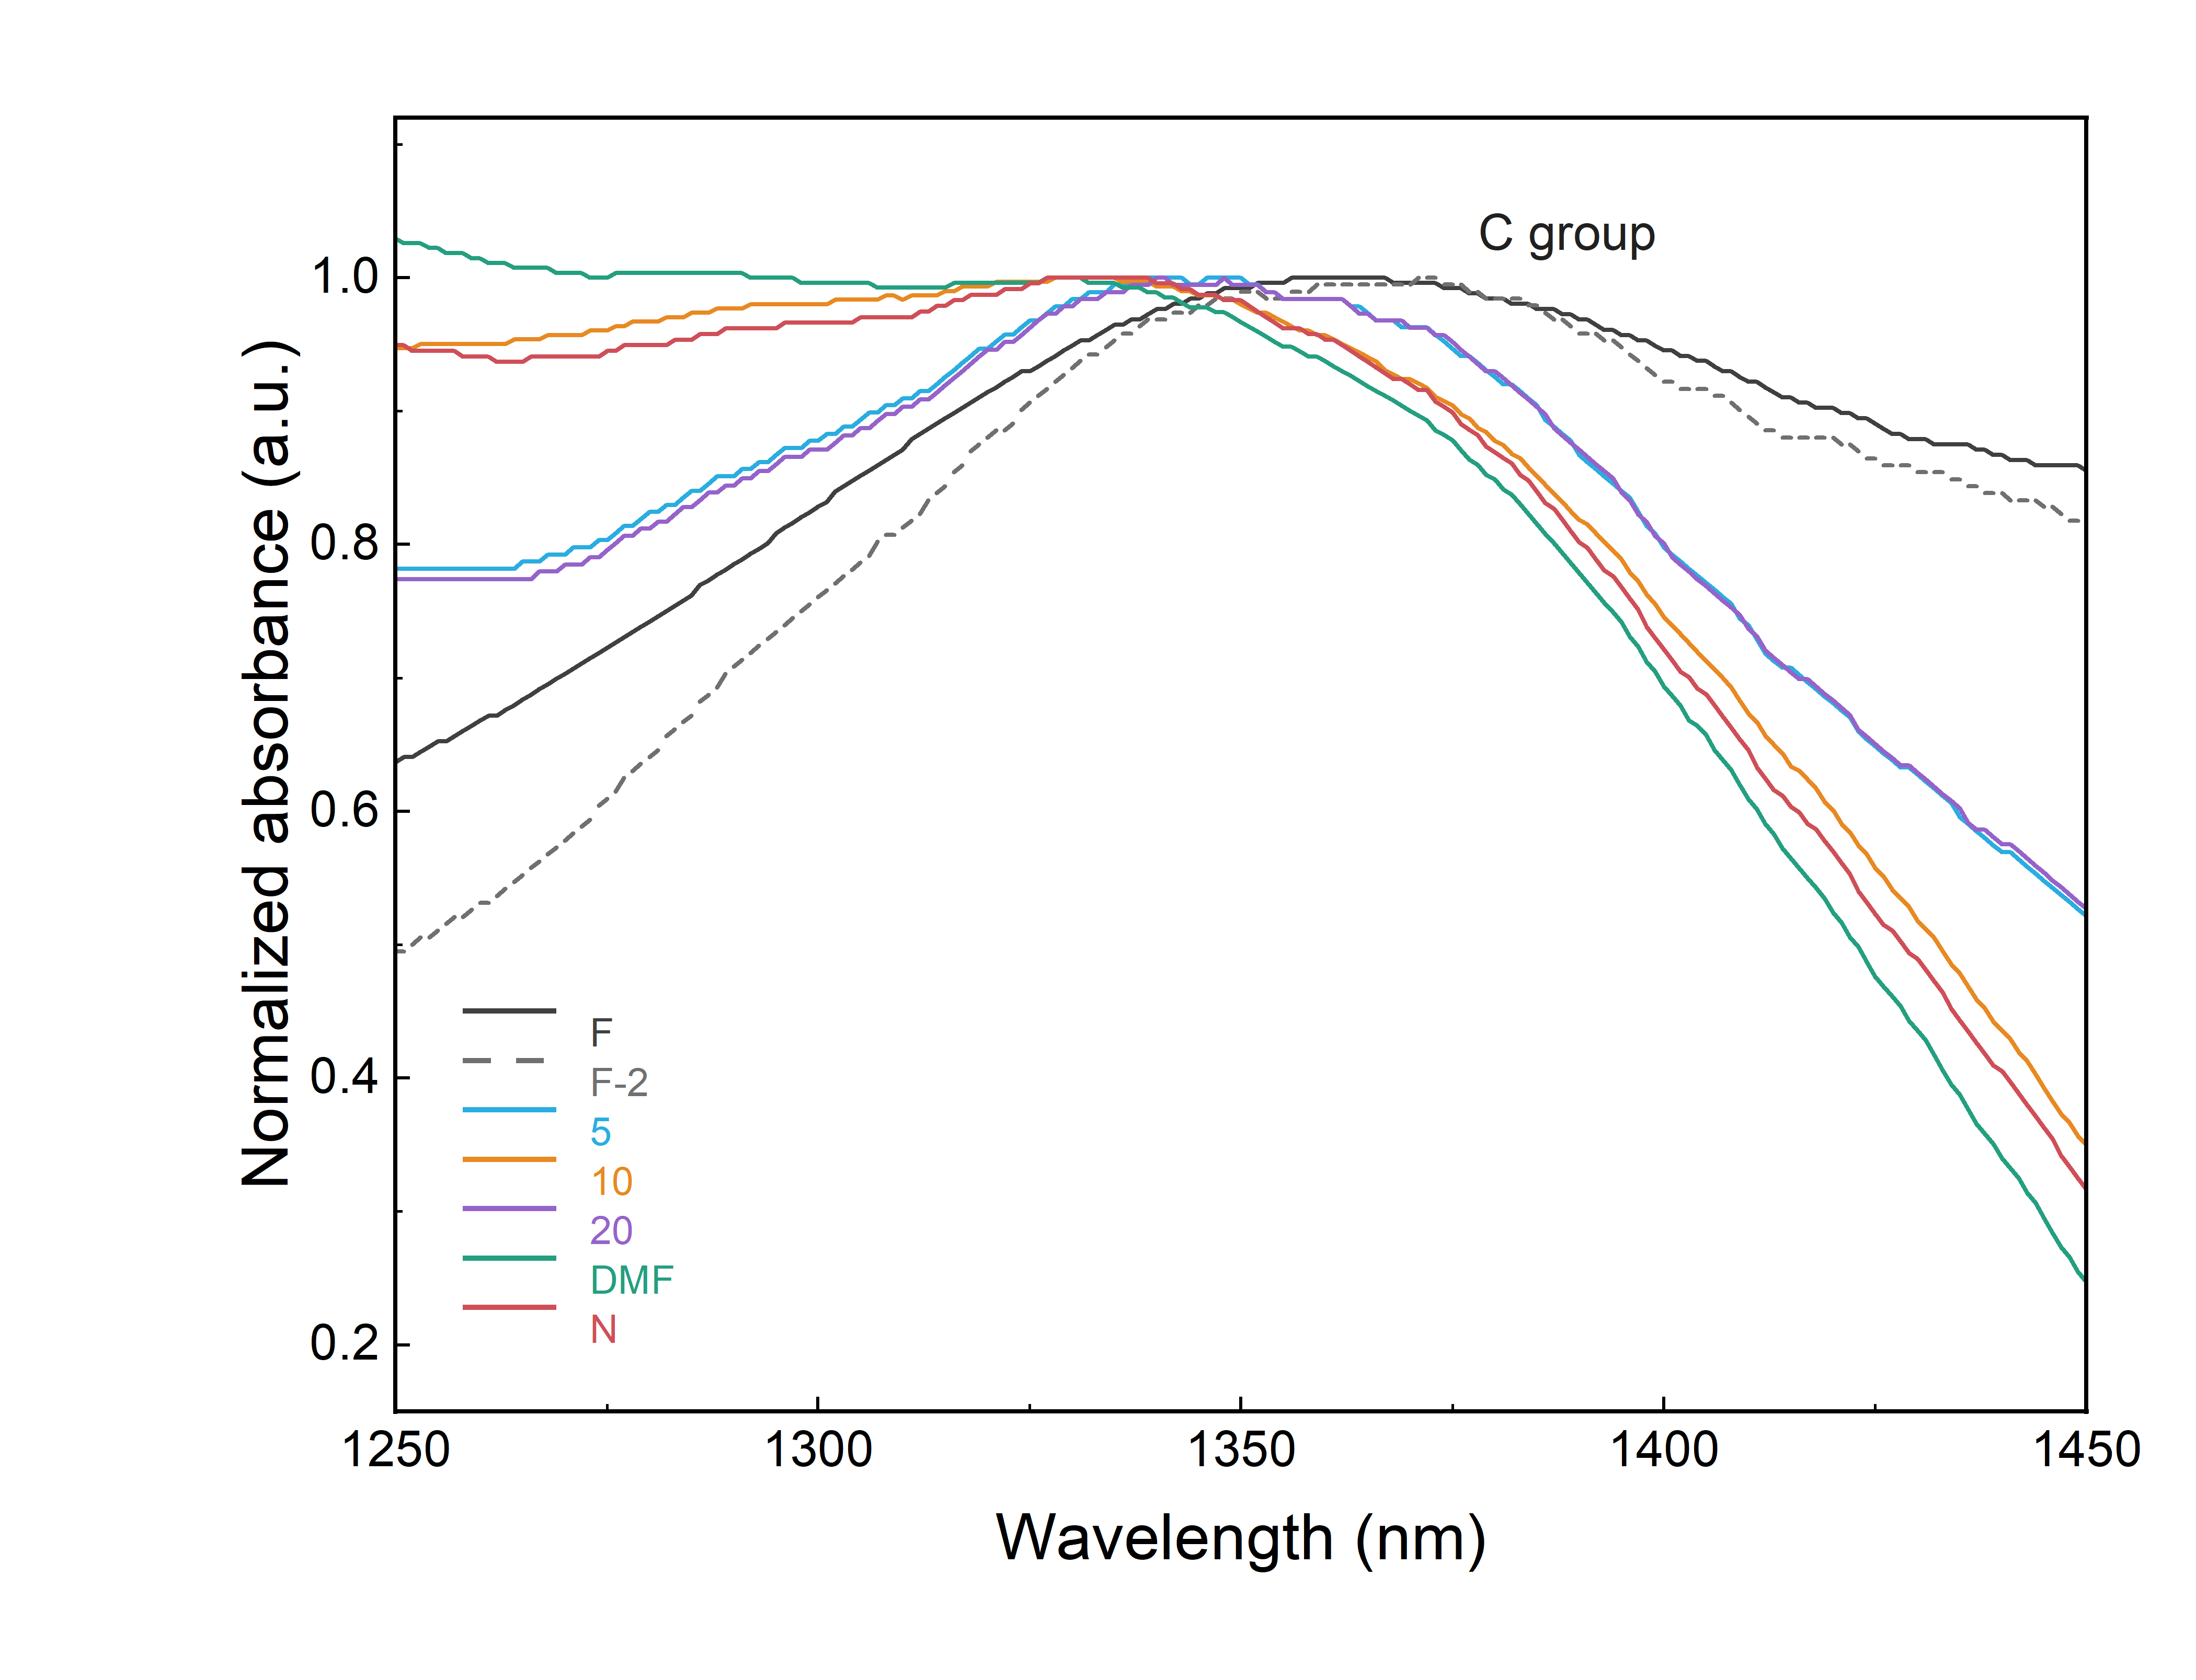 C group
Normalized absorbance (a.u.)
1.0
0.8
0.6
0.4
0.2
F
F-2
5
10
20
DMF
N
1250 1300 1350 1400 1450
Wavelength (nm)